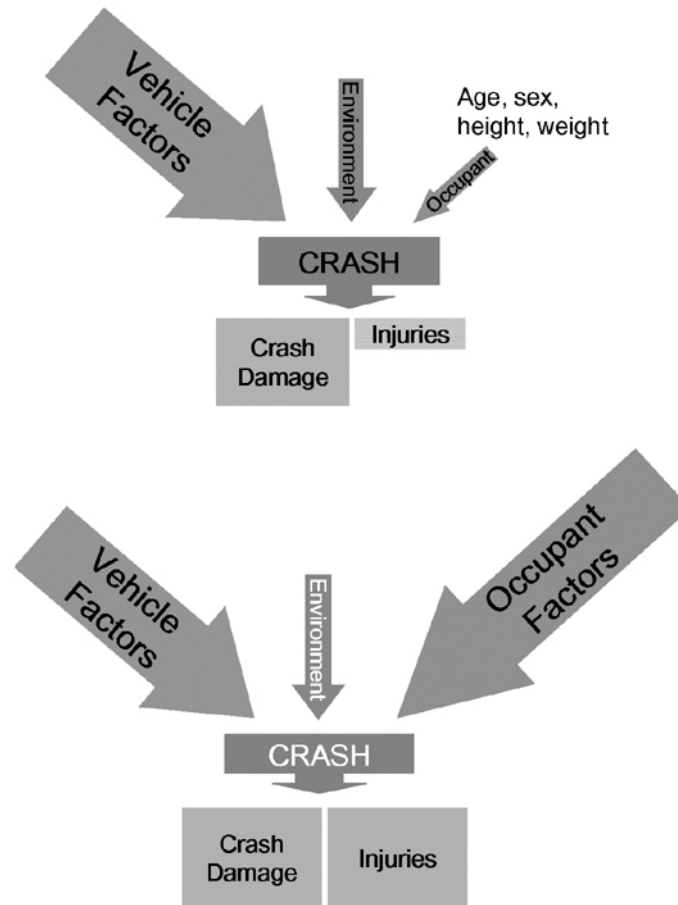 Vehicle
Factors
Environment
Age, sex,
height, weight
Occupant
CRASH
Crash
Damage
Injuries
Vehicle
Factors
Environment
Occupant
Factors
CRASH
Crash
Damage
Injuries